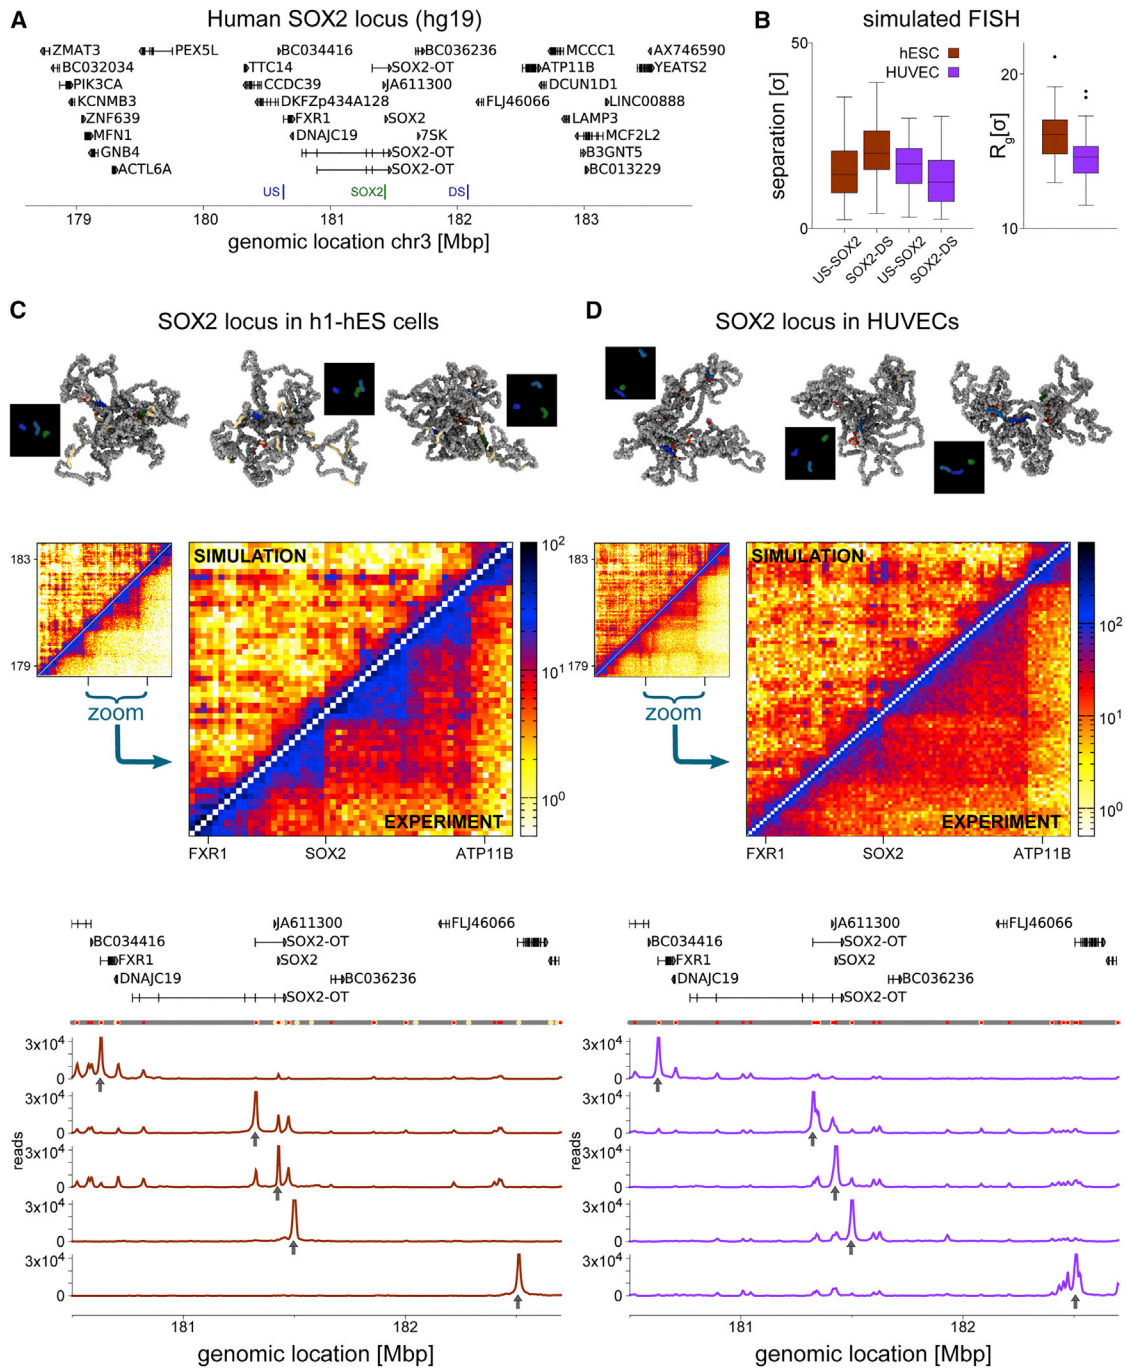 A
Human SOX2 locus (hg19)
ZMAT3 PEX5L BC034416 BC036236 MCCC1 AX746590
BC032034 TTC14 SOX2-OT ATP11B YEATS2
PIK3CA CCDC39 JA611300 DCUN1D1
KCNMB3 DKFZp434A128 FLJ46066 LINC00888
ZNF639 FXR1 SOX2 LAMP3
MFN1 DNAJC19 7SK MCF2L2
GNB4 SOX2-OT B3GNT5
ACTL6A SOX2-OT BC013229
US SOX2 DS
179 180 181 182 183
genomic location chr3 [Mbp]
B
simulated FISH
hESC
HUVEC
50
separation [σ]
0
US-SOX2
SOX2-DS
US-SOX2
SOX2-DS
20
Rg[σ]
10
C
SOX2 locus in h1-hES cells
183
179
zoom
SIMULATION
EXPERIMENT
10²
10¹
10⁰
FXR1 SOX2 ATP11B
JA611300 FLJ46066
BC034416 SOX2-OT
FXR1 SOX2
DNAJC19 BC036236
SOX2-OT
reads
3x10⁴
0
3x10⁴
0
3x10⁴
0
3x10⁴
0
3x10⁴
0
181 182
genomic location [Mbp]
D
SOX2 locus in HUVECs
183
179
zoom
SIMULATION
EXPERIMENT
10²
10¹
10⁰
FXR1 SOX2 ATP11B
JA611300 FLJ46066
BC034416 SOX2-OT
FXR1 SOX2
DNAJC19 BC036236
SOX2-OT
reads
3x10⁴
0
3x10⁴
0
3x10⁴
0
3x10⁴
0
3x10⁴
0
181 182
genomic location [Mbp]